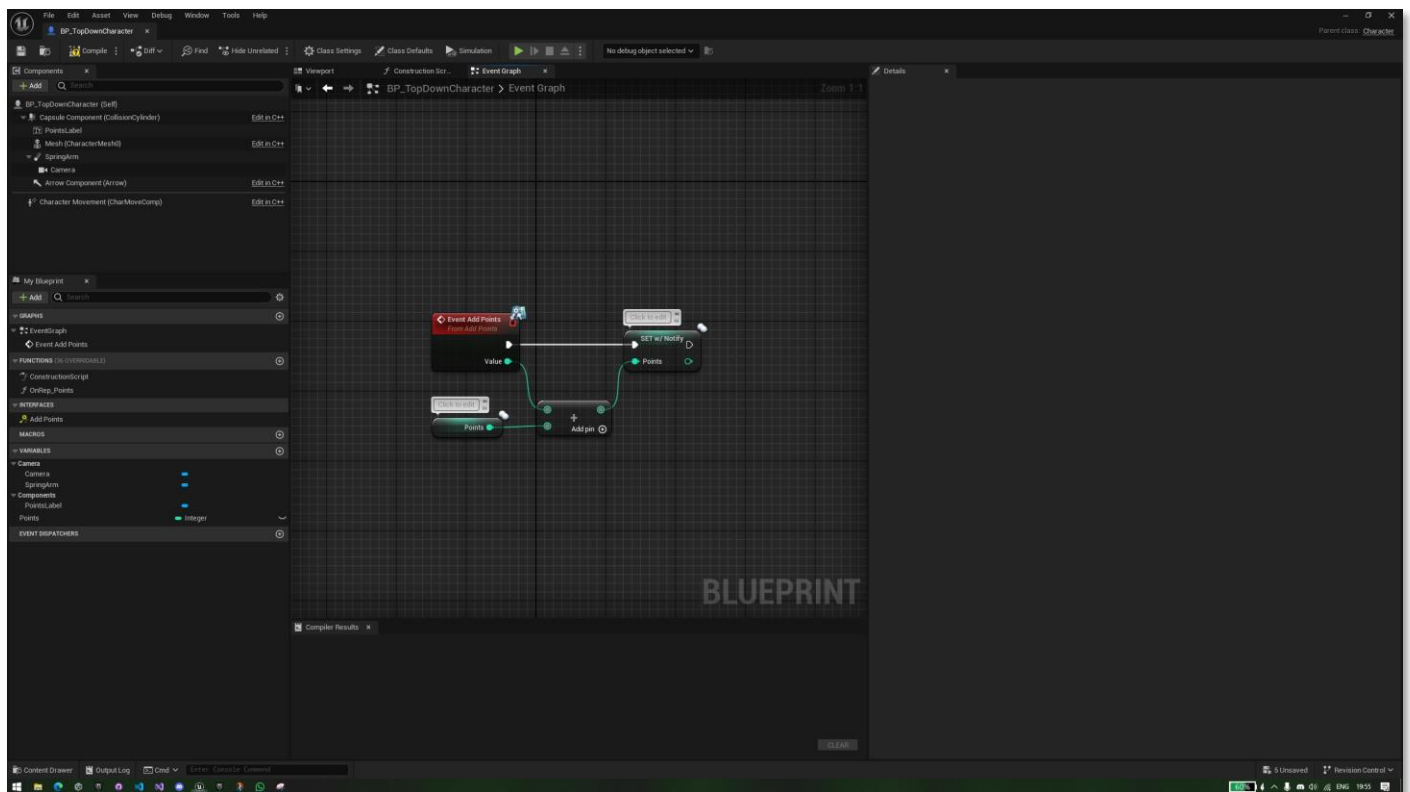 File Edit Asset View Debug Window Tools Help
BP_TopDownCharacter
Parent class: Character
Compile Diff Find Hide Unrelated Class Settings Class Defaults Simulation No debug object selected
Components
+ Add Search
BP_TopDownCharacter (Self)
Capsule Component (CollisionCylinder) Edit in C++
PointsLabel
Mesh (CharacterMesh0) Edit in C++
SpringArm
Camera
Arrow Component (Arrow) Edit in C++
Character Movement (CharMoveComp) Edit in C++
My Blueprint
+ Add Search
GRAPHS
EventGraph
Event Add Points
FUNCTIONS (36 OVERRIDABLE)
ConstructionScript
OnRep_Points
INTERFACES
Add Points
MACROS
VARIABLES
Camera
Camera
SpringArm
Components
PointsLabel
Points Integer
EVENT DISPATCHERS
Viewport Construction Scr.. Event Graph
BP_TopDownCharacter > Event Graph Zoom 1:1
Event Add Points
From Add Points
Value
Click to edit
SET w/ Notify
Points
Click to edit
Points
+
Add pin
BLUEPRINT
Compiler Results
CLEAR
Details
Content Drawer Output Log Cmd Enter Console Command
5 Unsaved Revision Control
60% ENG 19:55